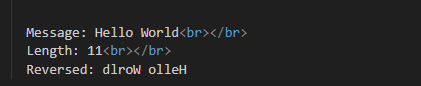 Message: Hello World<br></br>
Length: 11<br></br>
Reversed: dlroW olleH